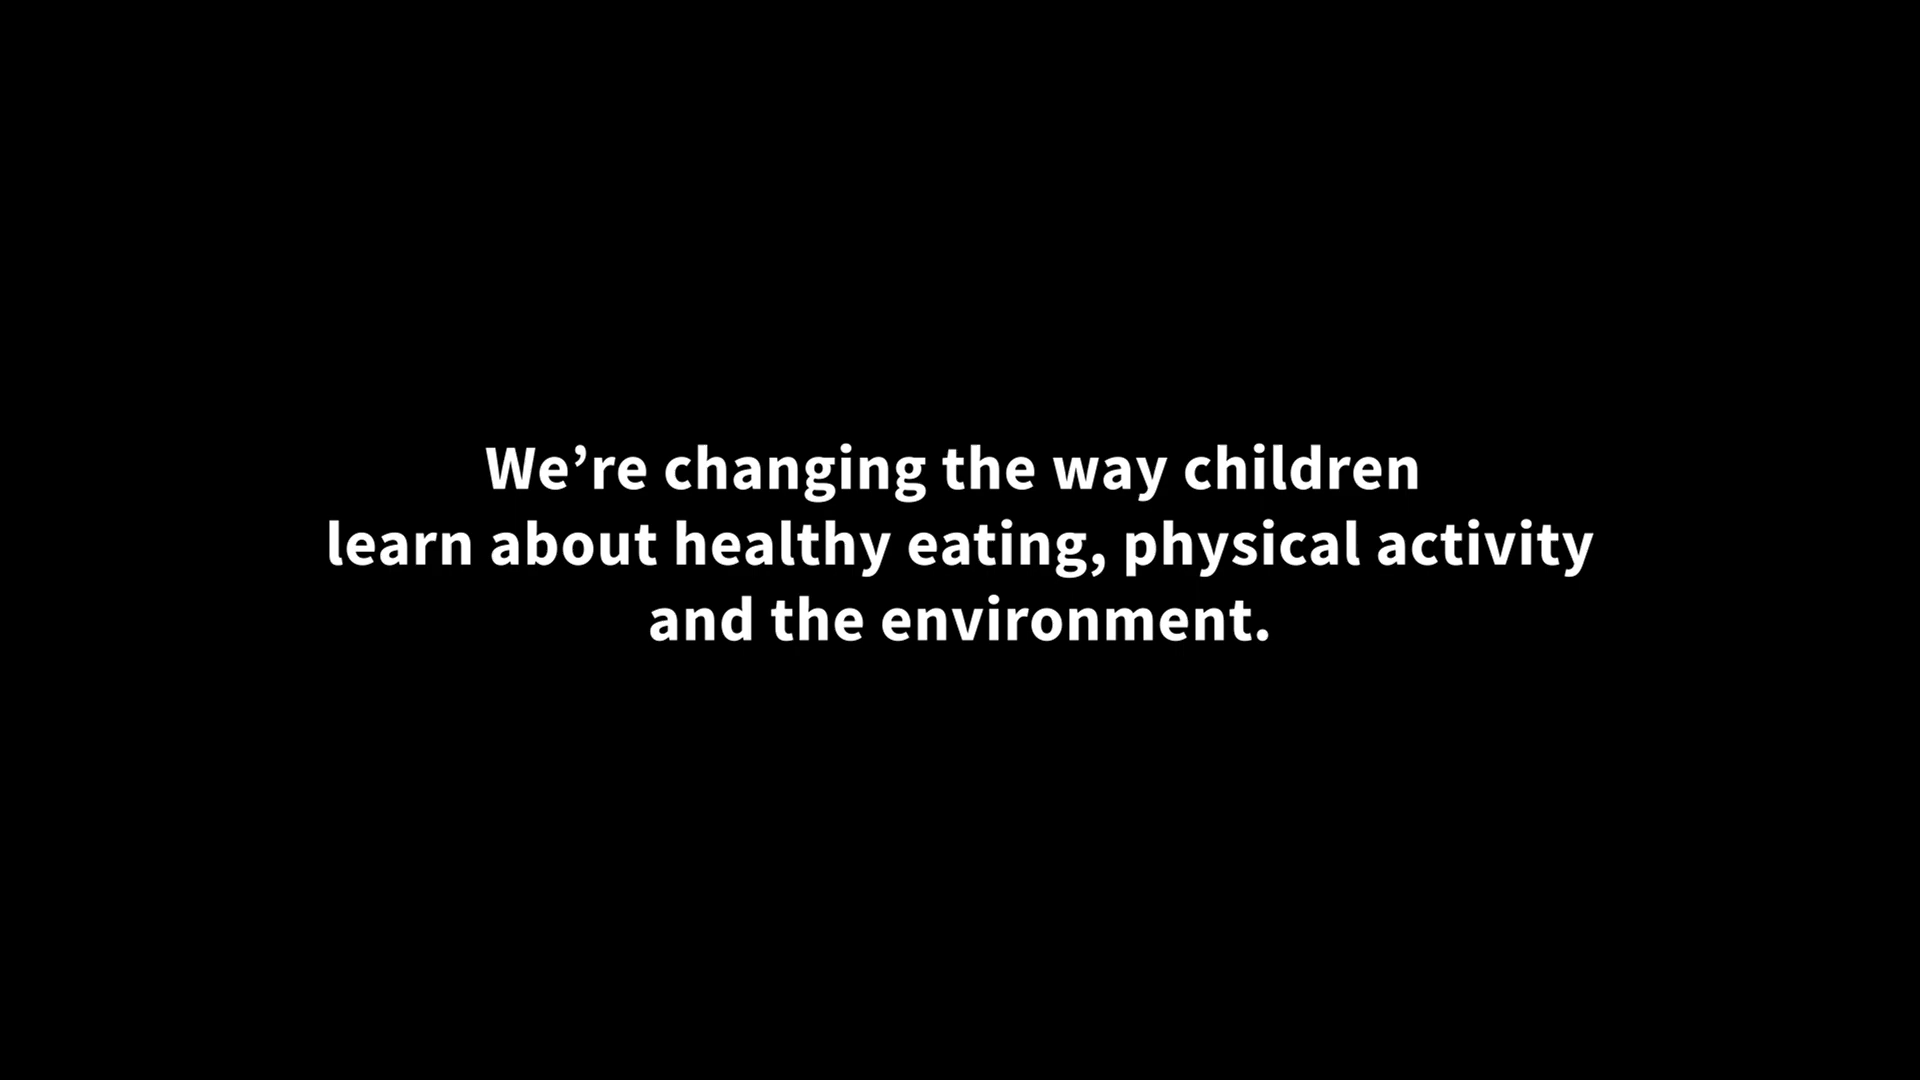 We’re changing the way children
learn about healthy eating, physical activity
and the environment.